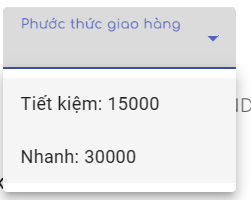 Phước thức giao hàng
Tiết kiệm: 15000
Nhanh: 30000